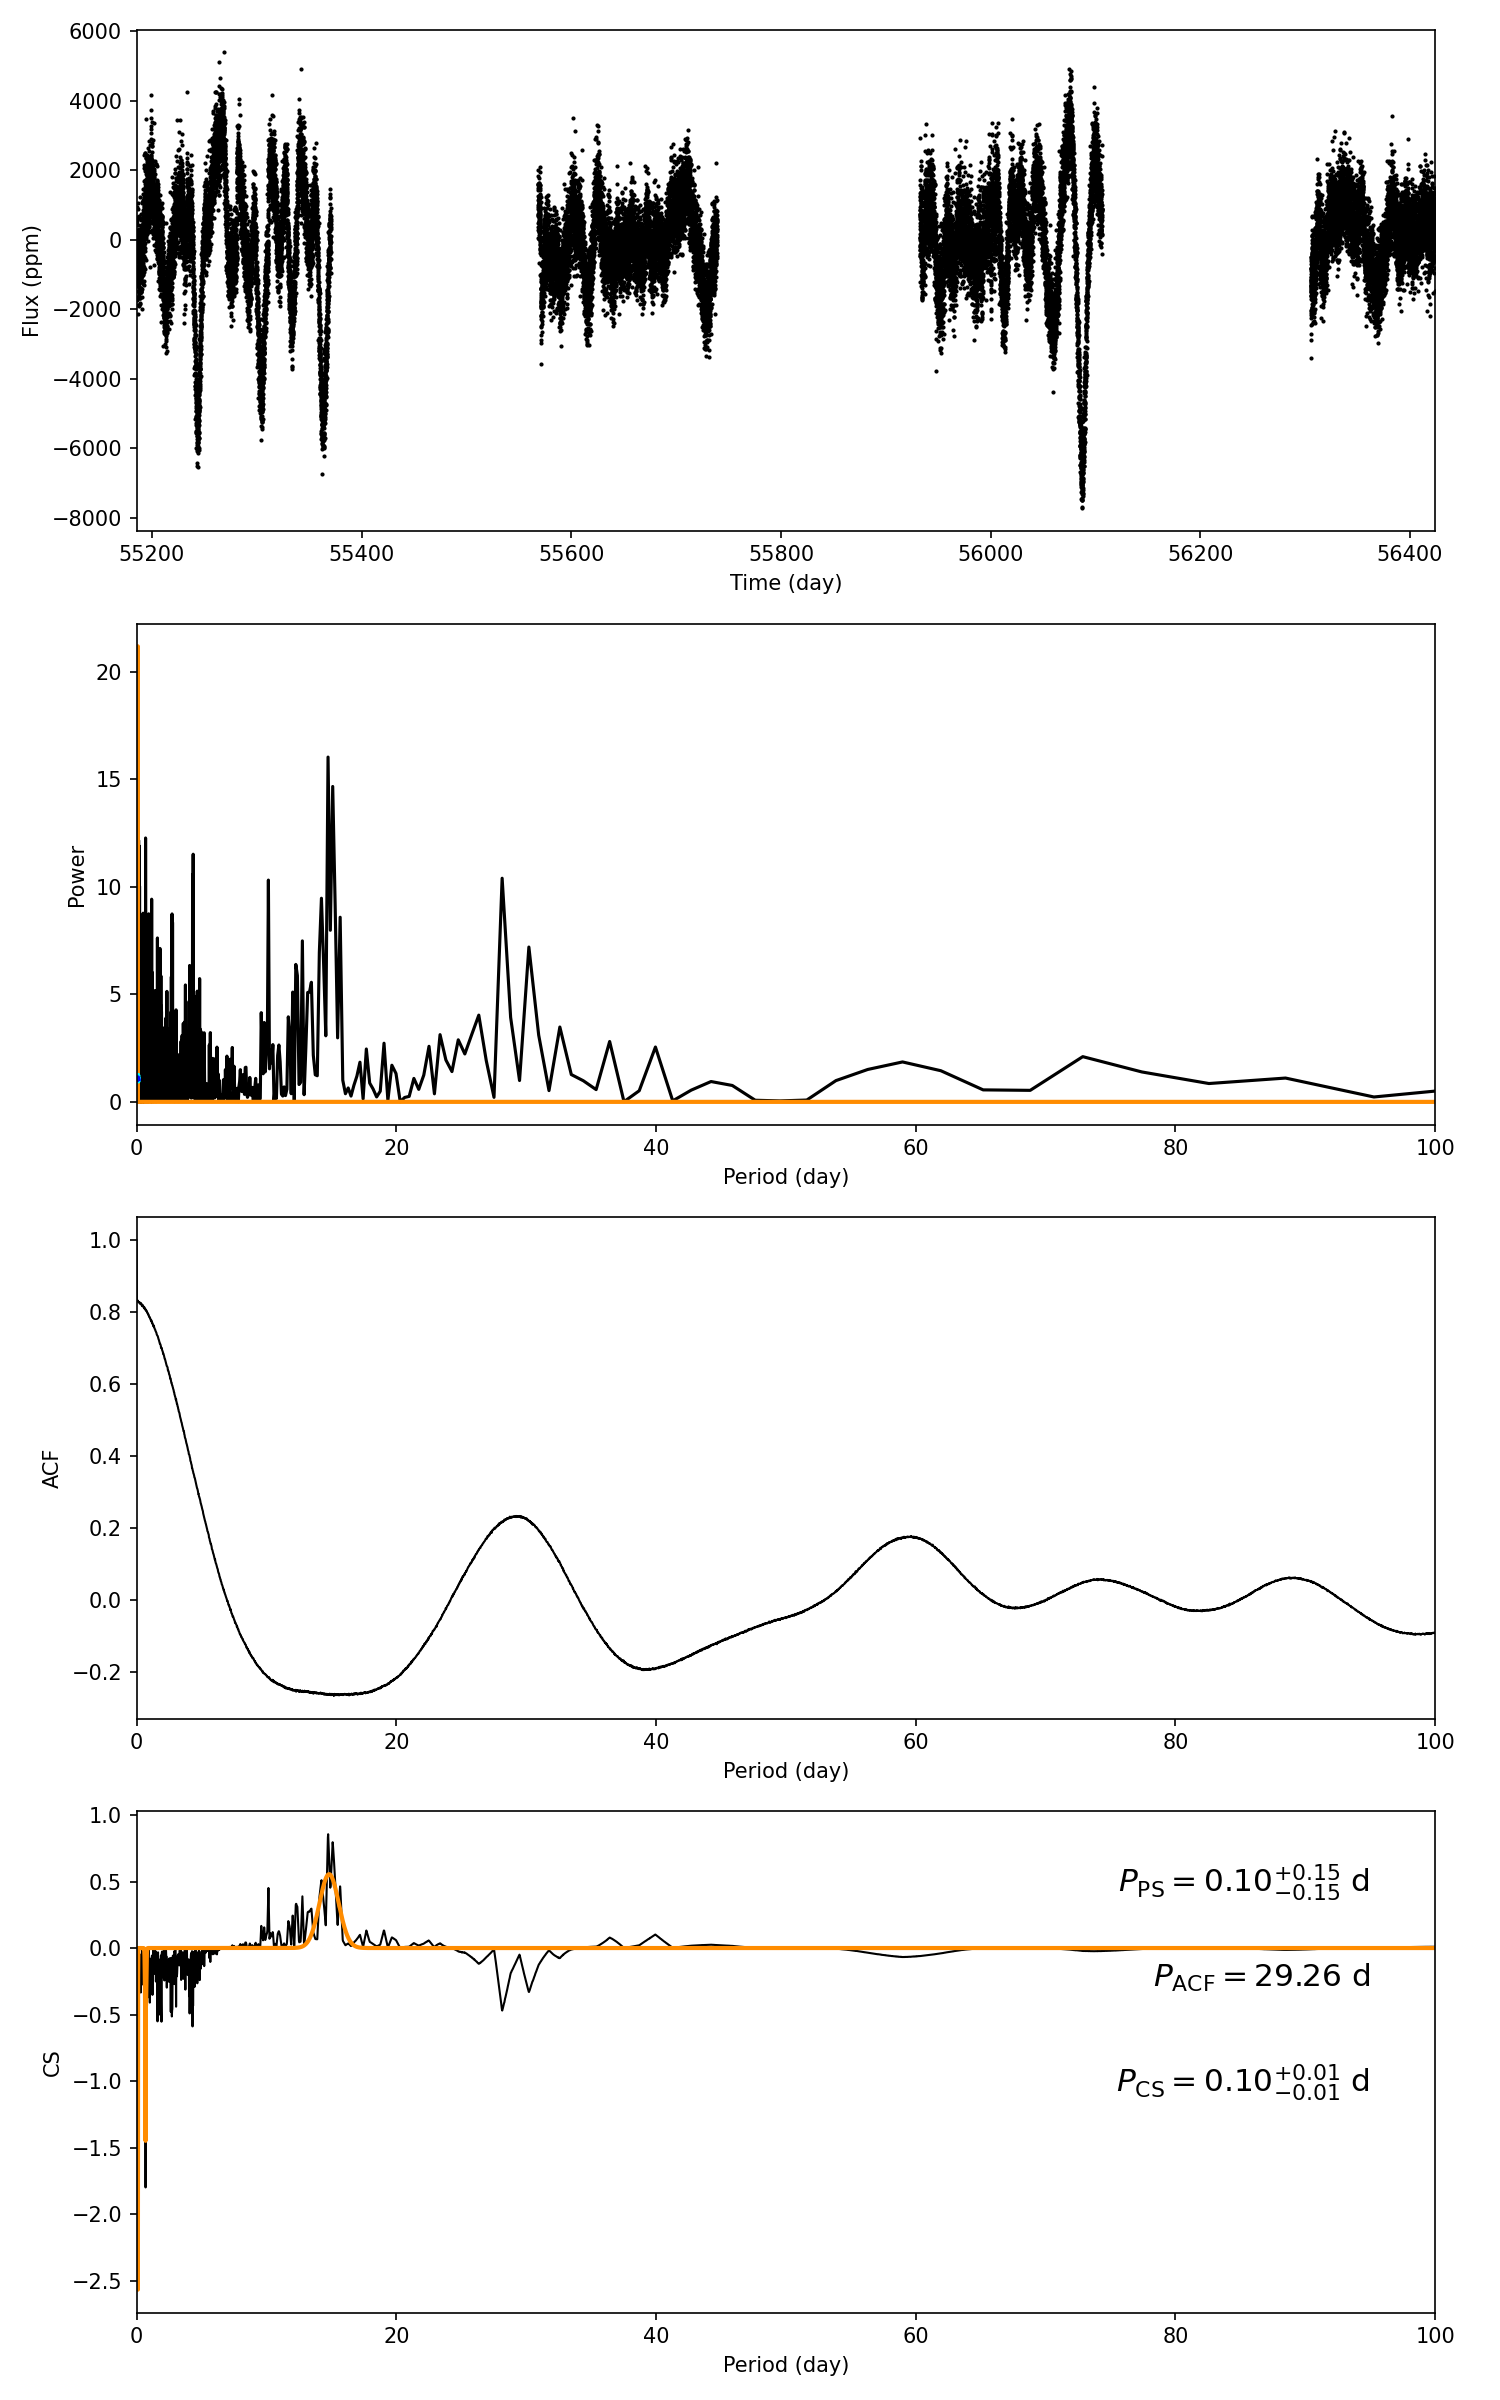 6000
4000
2000
0
−2000
−4000
−6000
−8000
Flux (ppm)
55200 55400 55600 55800 56000 56200 56400
Time (day)
20
15
10
5
0
Power
0 20 40 60 80 100
Period (day)
1.0
0.8
0.6
0.4
0.2
0.0
−0.2
ACF
0 20 40 60 80 100
Period (day)
1.0
0.5
0.0
−0.5
−1.0
−1.5
−2.0
−2.5
CS
P_PS = 0.10^{+0.15}_{−0.15} d
P_ACF = 29.26 d
P_CS = 0.10^{+0.01}_{−0.01} d
0 20 40 60 80 100
Period (day)